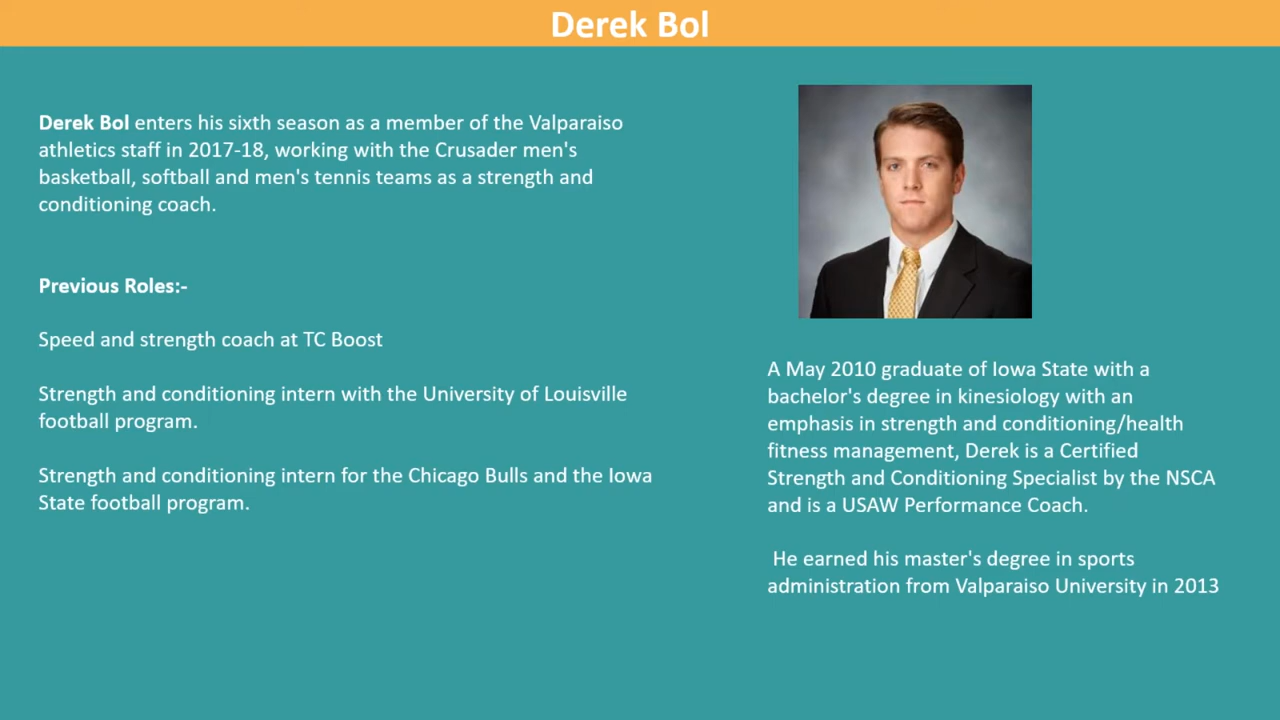 Derek Bol
Derek Bol enters his sixth season as a member of the Valparaiso
athletics staff in 2017-18, working with the Crusader men's
basketball, softball and men's tennis teams as a strength and
conditioning coach.
Previous Roles:-
Speed and strength coach at TC Boost
Strength and conditioning intern with the University of Louisville
football program.
Strength and conditioning intern for the Chicago Bulls and the Iowa
State football program.
A May 2010 graduate of Iowa State with a
bachelor's degree in kinesiology with an
emphasis in strength and conditioning/health
fitness management, Derek is a Certified
Strength and Conditioning Specialist by the NSCA
and is a USAW Performance Coach.
He earned his master's degree in sports
administration from Valparaiso University in 2013